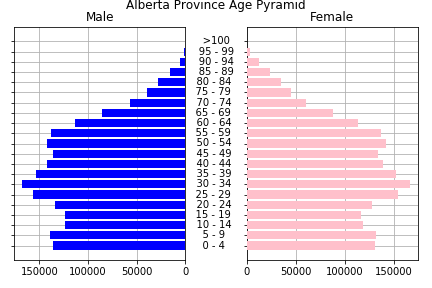 Alberta Province Age Pyramid
Male
Female
>100
95 - 99
90 - 94
85 - 89
80 - 84
75 - 79
70 - 74
65 - 69
60 - 64
55 - 59
50 - 54
45 - 49
40 - 44
35 - 39
30 - 34
25 - 29
20 - 24
15 - 19
10 - 14
5 - 9
0 - 4
150000 100000 50000 0
0 50000 100000 150000